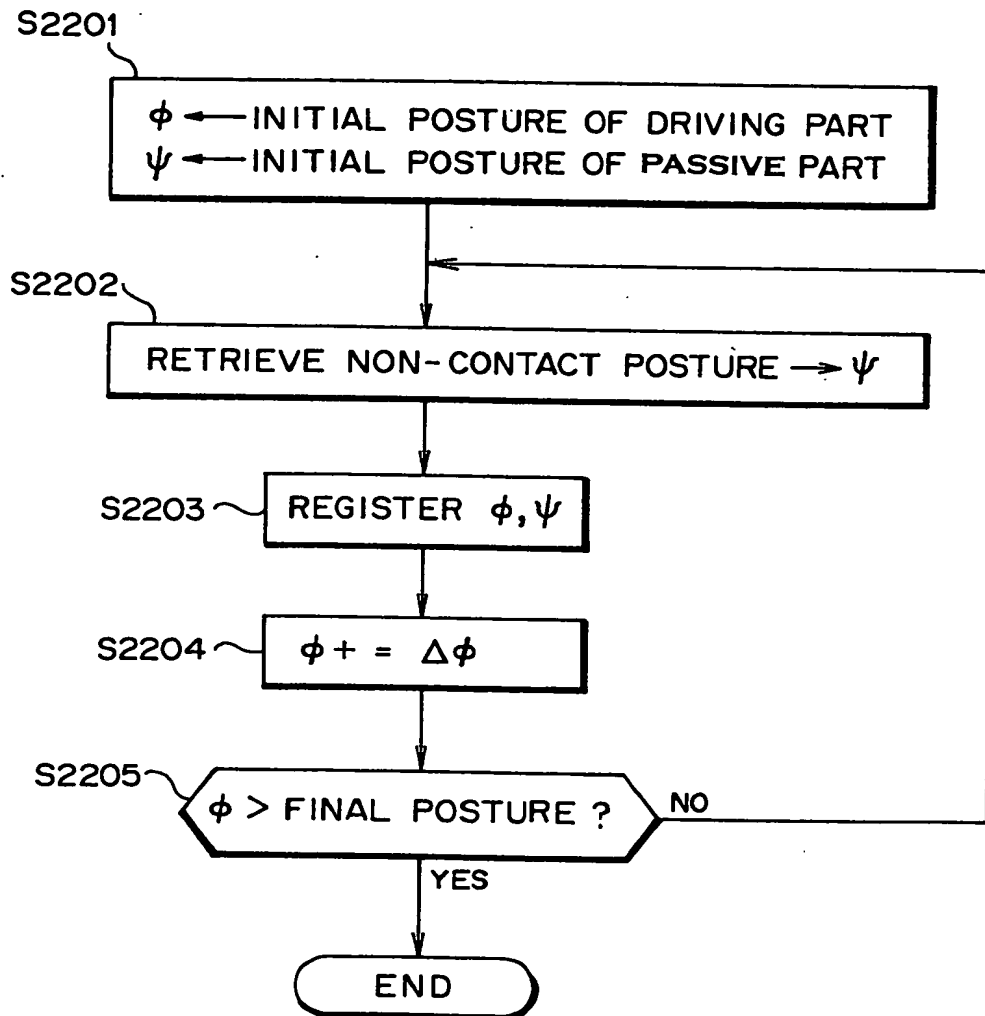 S2201
ϕ ← INITIAL POSTURE OF DRIVING PART
ψ ← INITIAL POSTURE OF PASSIVE PART
S2202
RETRIEVE NON-CONTACT POSTURE → ψ
S2203
REGISTER ϕ, ψ
S2204
ϕ + = Δϕ
S2205
ϕ > FINAL POSTURE ?
NO
YES
END